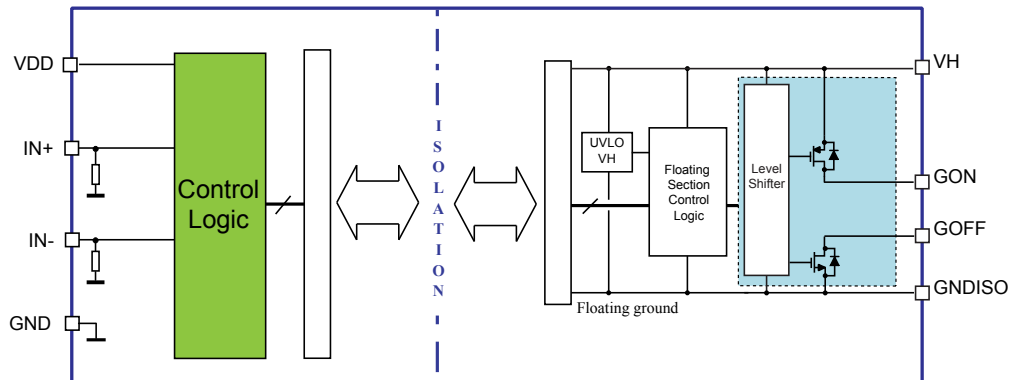 VDD
IN+
IN-
GND
Control
Logic
ISOLATION
UVLO
VH
Floating
Section
Control
Logic
Level
Shifter
Floating ground
VH
GON
GOFF
GNDISO